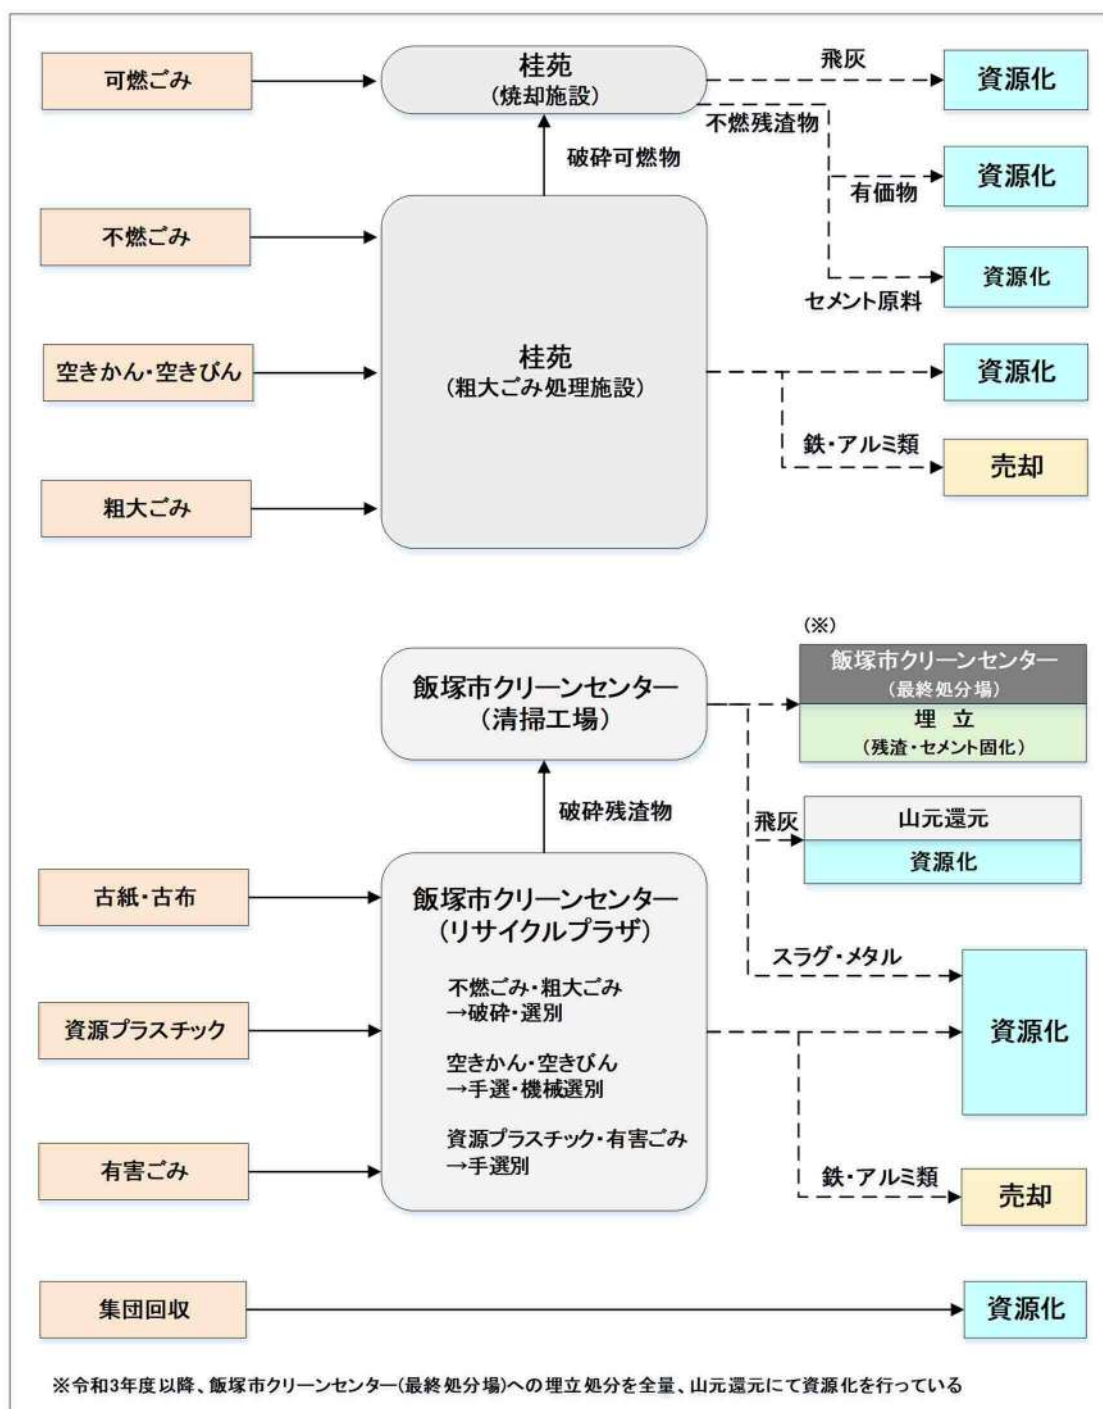 可燃ごみ
桂苑
(焼却施設)
飛灰
資源化
不燃残渣物
破砕可燃物
有価物
資源化
不燃ごみ
セメント原料
資源化
空きかん・空きびん
桂苑
(粗大ごみ処理施設)
資源化
鉄・アルミ類
売却
粗大ごみ
(※)
飯塚市クリーンセンター
(清掃工場)
飯塚市クリーンセンター
(最終処分場)
埋 立
(残渣・セメント固化)
破砕残渣物
飛灰
山元還元
資源化
古紙・古布
飯塚市クリーンセンター
(リサイクルプラザ)
スラグ・メタル
不燃ごみ・粗大ごみ
→破砕・選別
資源プラスチック
資源化
空きかん・空きびん
→手選・機械選別
資源プラスチック・有害ごみ
→手選別
有害ごみ
鉄・アルミ類
売却
集団回収
資源化
※令和3年度以降、飯塚市クリーンセンター(最終処分場)への埋立処分を全量、山元還元にて資源化を行っている